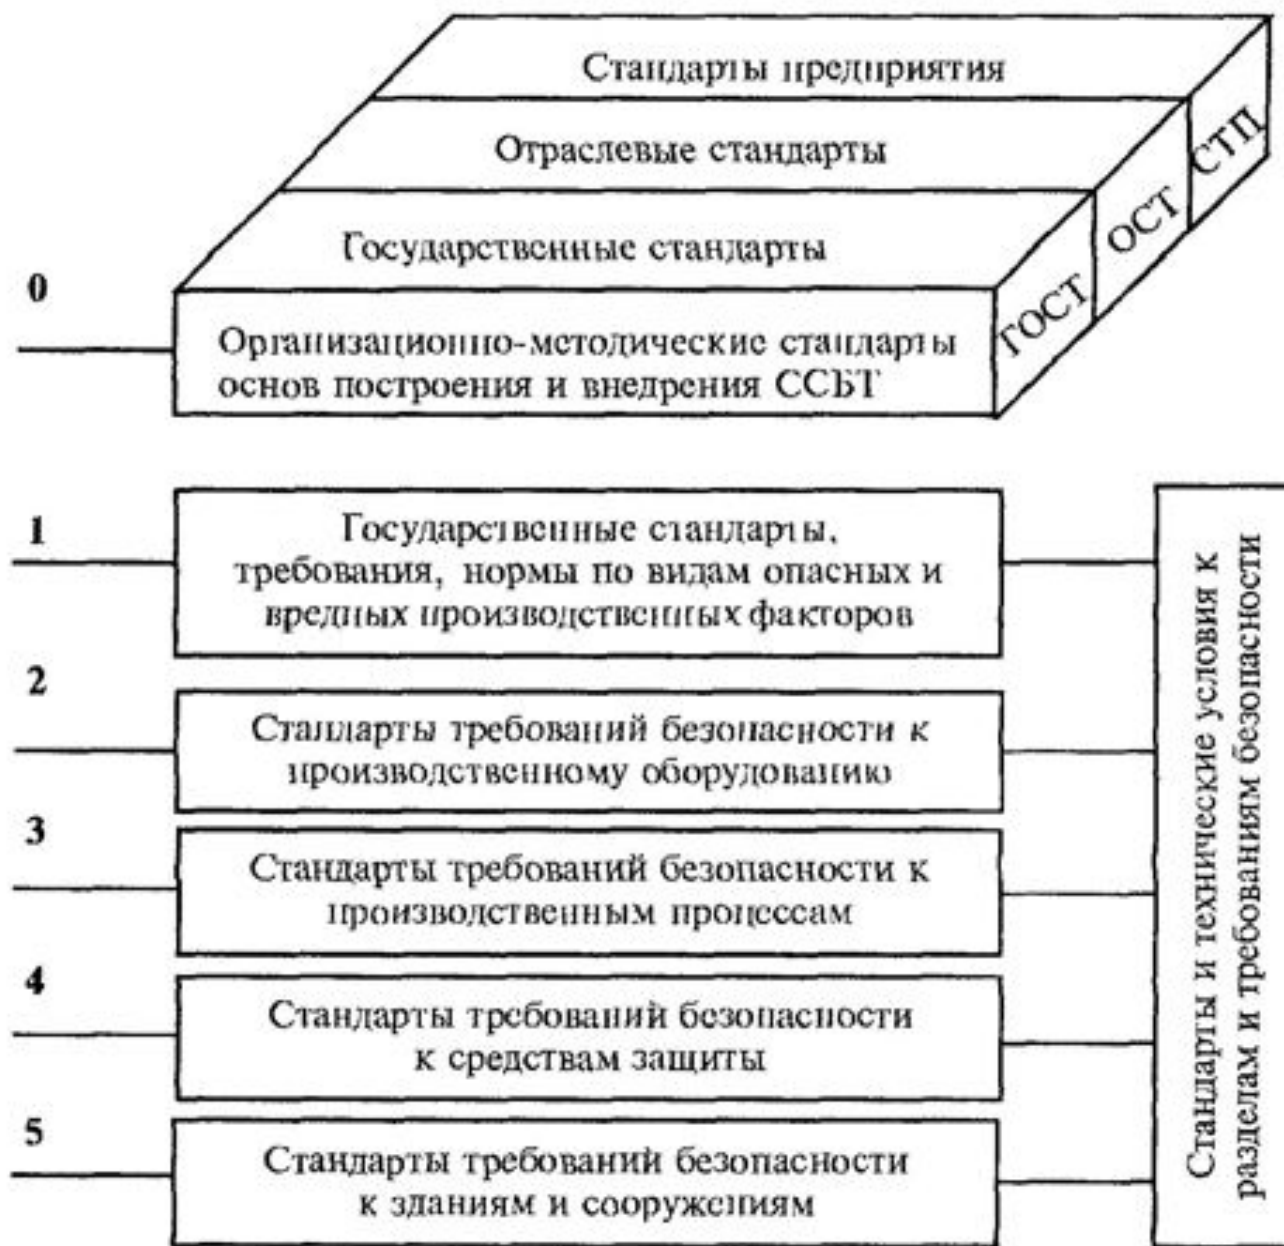 Стандарты предприятия
Отраслевые стандарты
Государственные стандарты
СТП
ОСТ
ГОСТ
0
Организационно-методические стандарты
основ построения и внедрения ССБТ
1
Государственные стандарты,
требования, нормы по видам опасных и
вредных производственных факторов
2
Стандарты требований безопасности к
производственному оборудованию
3
Стандарты требований безопасности к
производственным процессам
4
Стандарты требований безопасности
к средствам защиты
5
Стандарты требований безопасности
к зданиям и сооружениям
Стандарты и технические условия к
разделам и требованиям безопасности